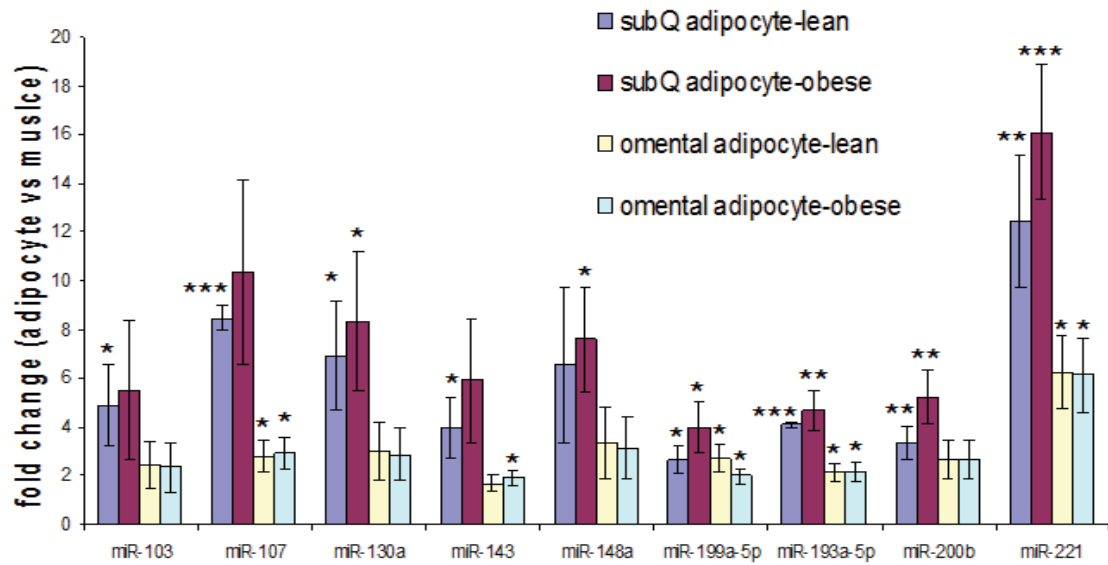 subQ adipocyte-lean
subQ adipocyte-obese
omental adipocyte-lean
omental adipocyte-obese
fold change (adipocyte vs muslce)
20
18
16
14
12
10
8
6
4
2
0
*
***
*
*
*
*
*
*
*
*
*
*
*
*
***
**
*
*
**
**
**
***
*
*
miR-103
miR-107
miR-130a
miR-143
miR-148a
miR-199a-5p
miR-193a-5p
miR-200b
miR-221